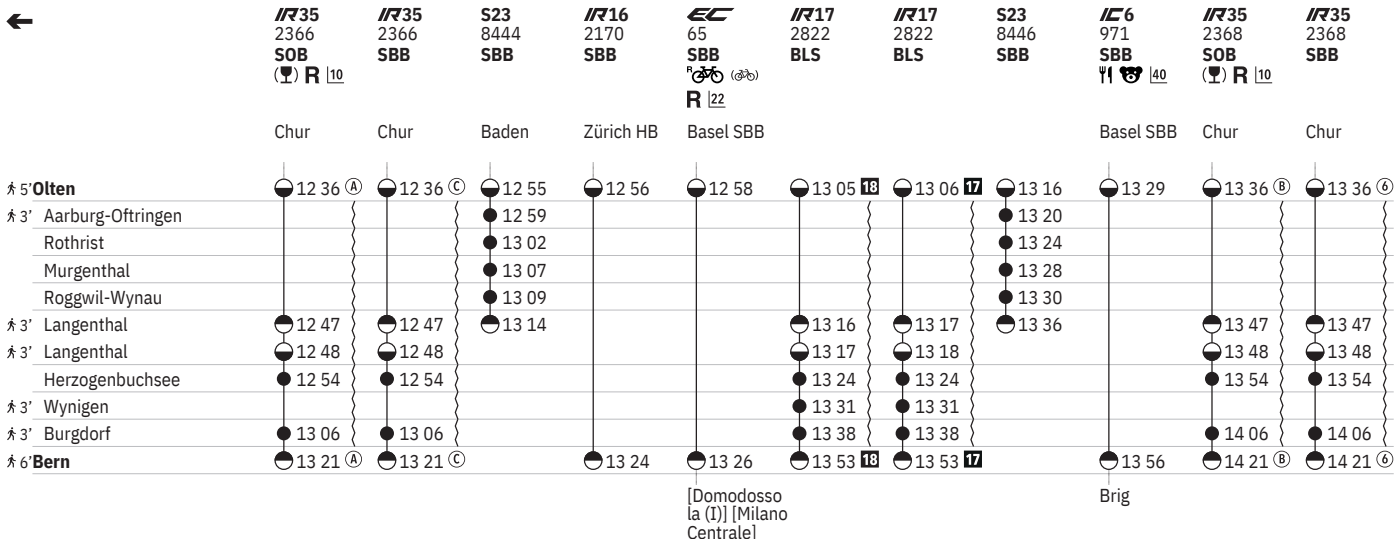 IR35 IR35 S23 IR16 EC IR17 IR17 S23 IC6 IR35 IR35
2366 2366 8444 2170 65 2822 2822 8446 971 2368 2368
SOB SBB SBB SBB SBB BLS BLS SBB SBB SOB SBB
R 10 R 40 R 10
R 22
Chur Chur Baden Zürich HB Basel SBB Basel SBB Chur Chur
5' Olten 12 36 A 12 36 C 12 55 12 56 12 58 13 05 18 13 06 17 13 16 13 29 13 36 B 13 36 6
3' Aarburg-Oftringen 12 59 13 20
Rothrist 13 02 13 24
Murgenthal 13 07 13 28
Roggwil-Wynau 13 09 13 30
3' Langenthal 12 47 12 47 13 14 13 16 13 17 13 36 13 47 13 47
3' Langenthal 12 48 12 48 13 17 13 18 13 48 13 48
Herzogenbuchsee 12 54 12 54 13 24 13 24 13 54 13 54
3' Wynigen 13 31 13 31
3' Burgdorf 13 06 13 06 13 38 13 38 14 06 14 06
6' Bern 13 21 A 13 21 C 13 24 13 26 13 53 18 13 53 17 13 56 14 21 B 14 21 6
[Domodosso Brig
la (I)] [Milano
Centrale]